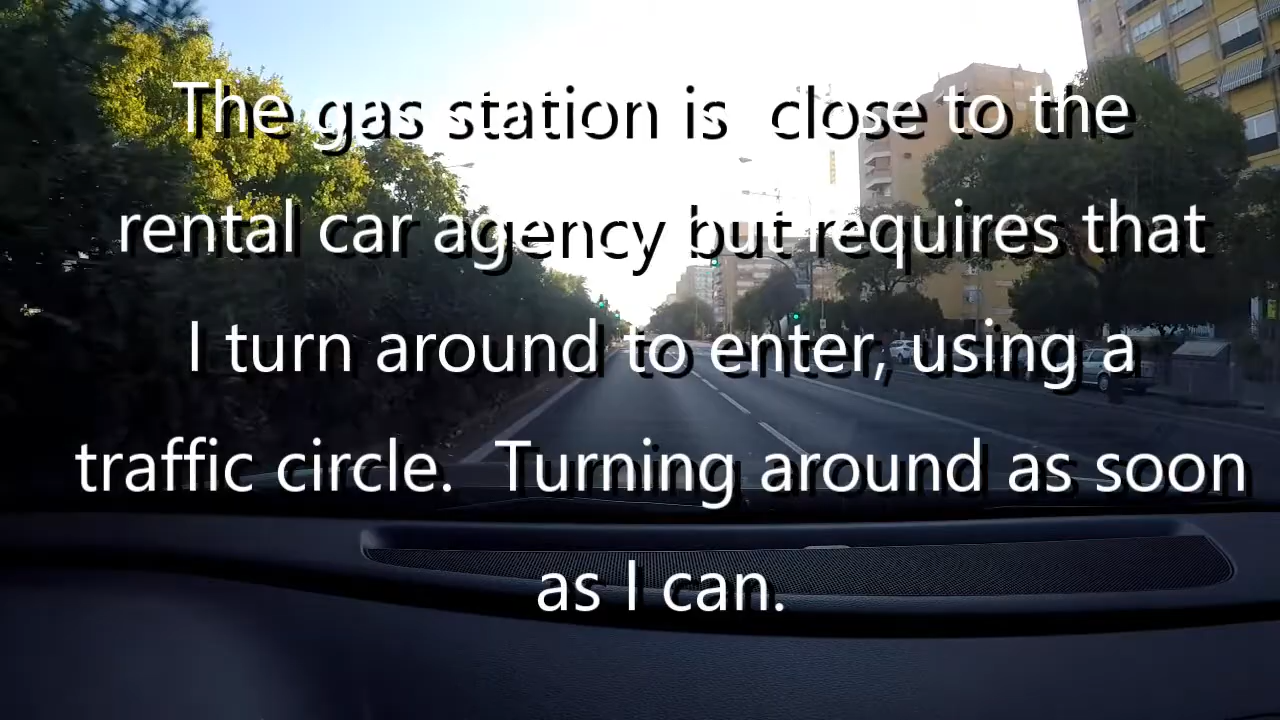 The gas station is  close to the
rental car agency but requires that
I turn around to enter, using a
traffic circle.  Turning around as soon
as I can.